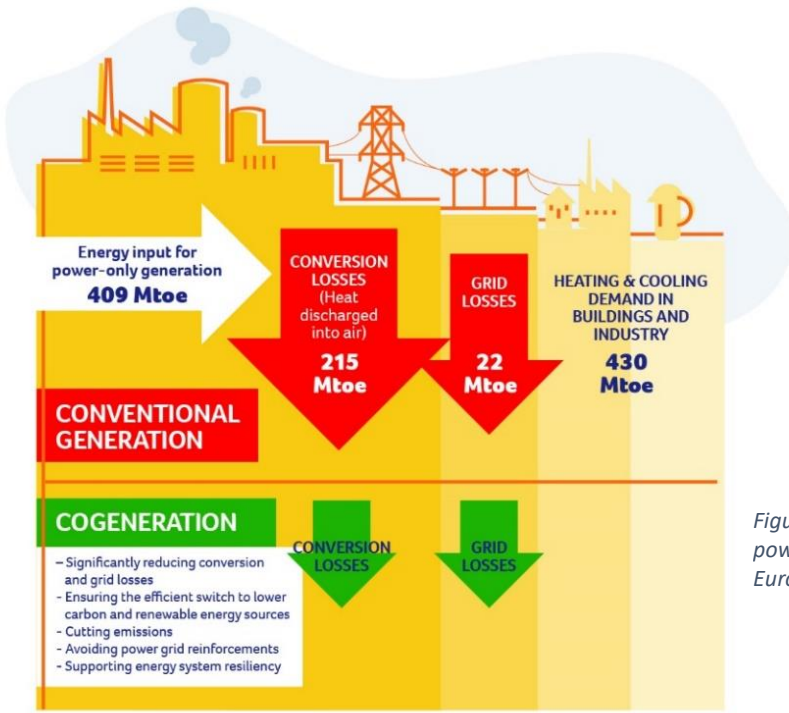 Energy input for
power-only generation
409 Mtoe
CONVERSION
LOSSES
(Heat
discharged
into air)
215
Mtoe
GRID
LOSSES
22
Mtoe
HEATING & COOLING
DEMAND IN
BUILDINGS AND
INDUSTRY
430
Mtoe
CONVENTIONAL
GENERATION
COGENERATION
– Significantly reducing conversion
and grid losses
- Ensuring the efficient switch to lower
carbon and renewable energy sources
- Cutting emissions
- Avoiding power grid reinforcements
- Supporting energy system resiliency
CONVERSION
LOSSES
GRID
LOSSES